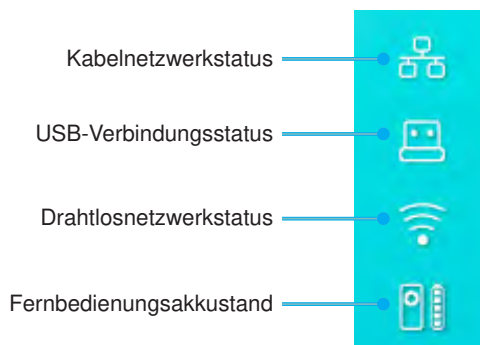 Kabelnetzwerkstatus
USB-Verbindungsstatus
Drahtlosnetzwerkstatus
Fernbedienungsakkustand